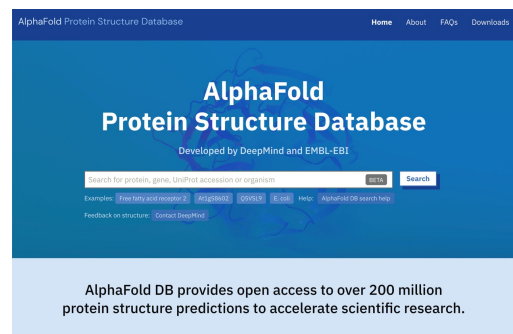 AlphaFold Protein Structure Database
Home About FAQs Downloads
AlphaFold
Protein Structure Database
Developed by DeepMind and EMBL-EBI
Search for protein, gene, UniProt accession or organism BETA Search
Examples: Free fatty acid receptor 2 At1g58602 Q5VSL9 E. coli Help: AlphaFold DB search help
Feedback on structure: Contact DeepMind
AlphaFold DB provides open access to over 200 million
protein structure predictions to accelerate scientific research.